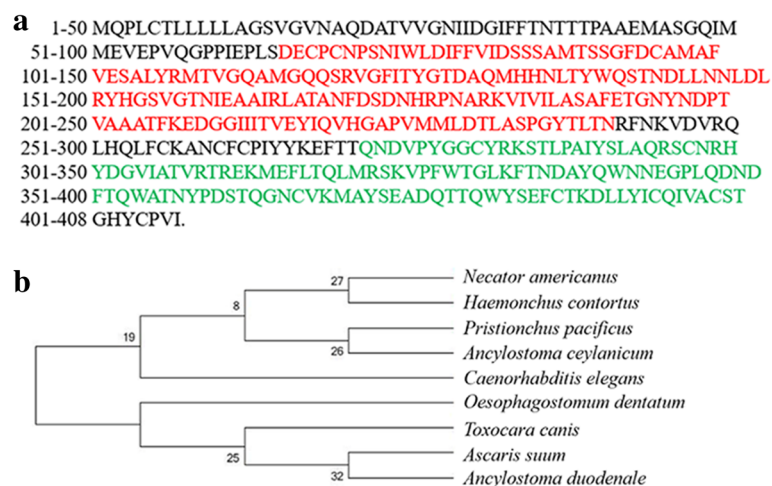 a
1-50 MQPLCTLLLLLLAGSVGVNAQDATVVGNIIDGIFFTNTTTPAAEMASGQIM
51-100 MEVEPVQGPPIEPLSDECPCNPSNIWLDIFFVIDSSSAMTSSGFDCAMAF
101-150 VESALYRMTVGQAMGQQSRVGFITYGTDAQMHHNLTYWQSTNDLLNNLDL
151-200 RYHGSVGTNIEAAIRLATANFDSDNHRPNARKVIVILASAFETGNYNDPT
201-250 VAAATFKEDGGIIITVEYIQVHGAPVMMLDTLASPGYTLTNRFNKVDVRQ
251-300 LHQLFCKANCFCPIYYKEFTTQNDVPYGGCYRKSTLPAIYSLAQRSCNRH
301-350 YDGVIATVRTREKMEFLTQLMRSKVPFWTGLKFTNDAYQWNNEGPLQDND
351-400 FTQWATNYPDSTQGNCVKMAYSEADQTTQWYSEFCTKDLLYICQIVACST
401-408 GHYCPVI.
b
27 Necator americanus
8
Haemonchus contortus
19 Pristionchus pacificus
26 Ancylostoma ceylanicum
Caenorhabditis elegans
Oesophagostomum dentatum
Toxocara canis
25 Ascaris suum
32 Ancylostoma duodenale